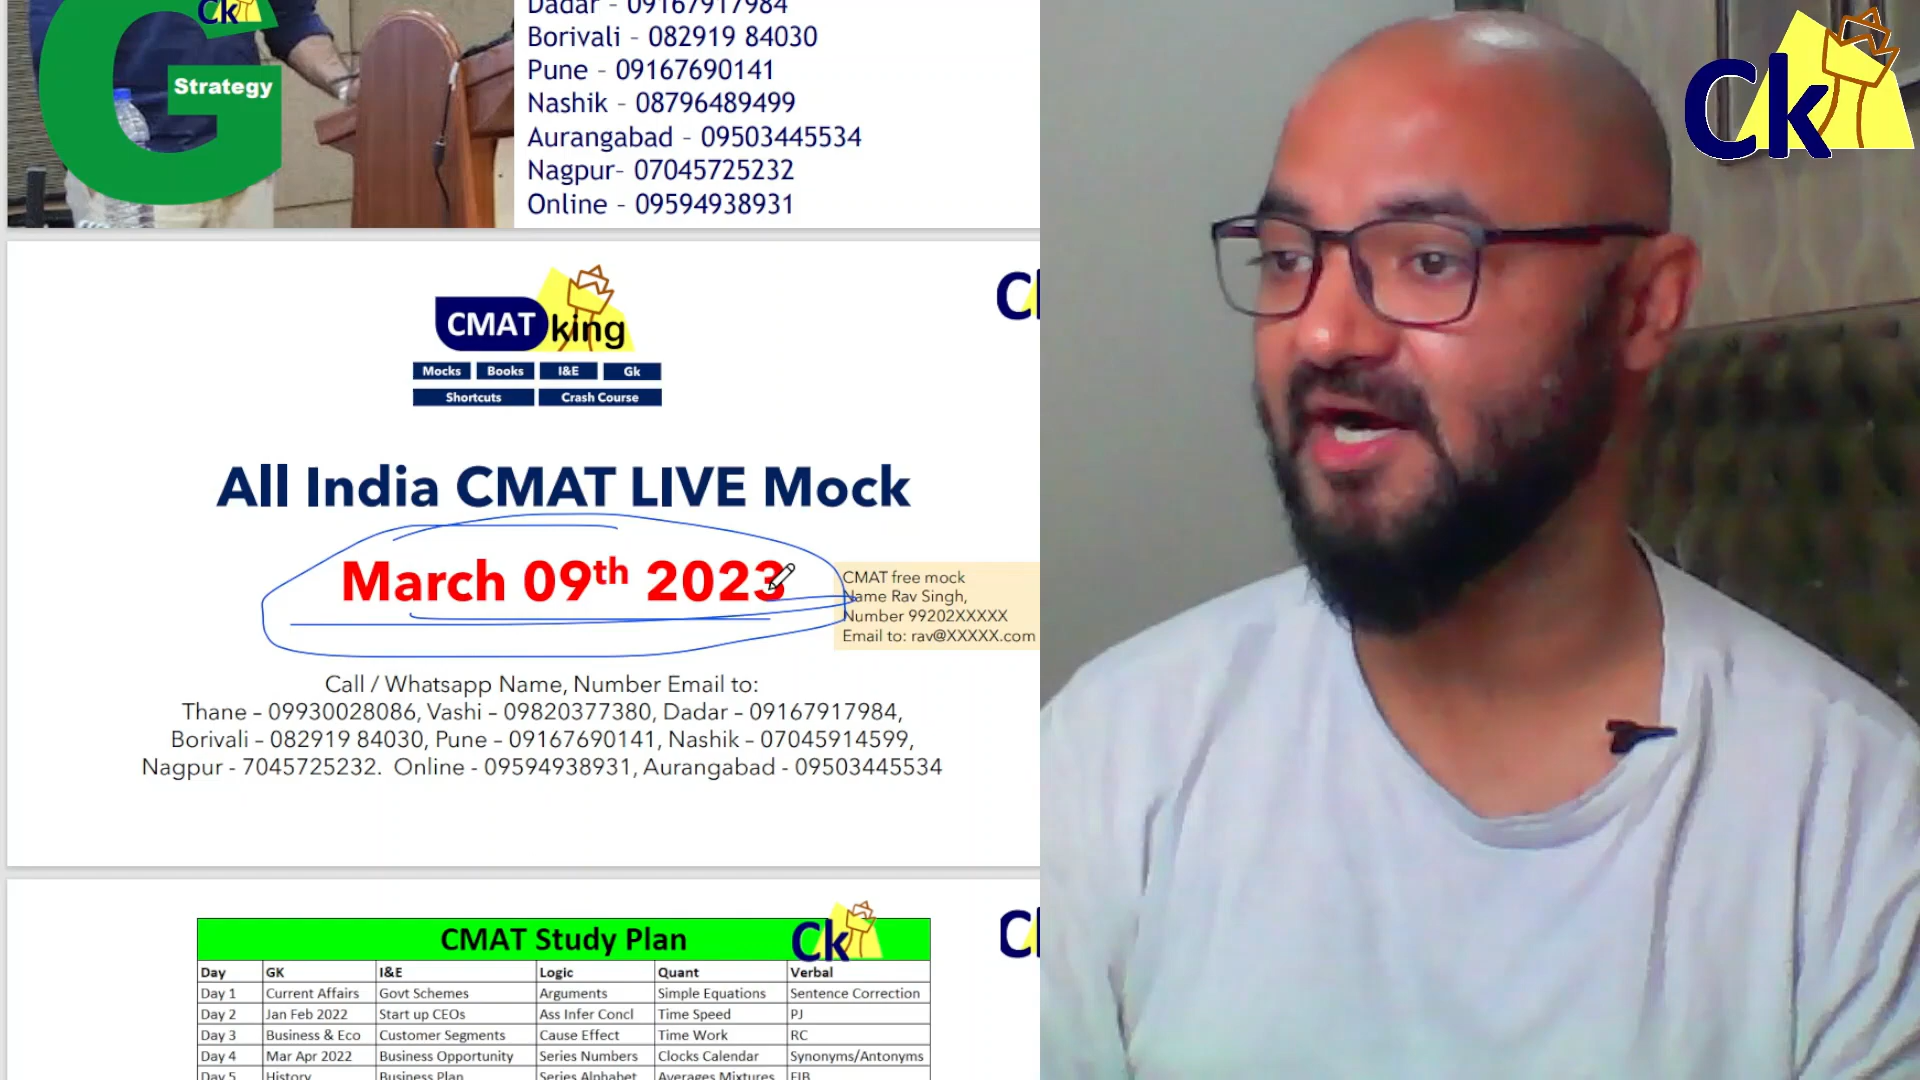 Ck
Strategy
Dadar - 09167917984
Borivali - 082919 84030
Pune - 09167690141
Nashik - 08796489499
Aurangabad - 09503445534
Nagpur- 07045725232
Online - 09594938931
Ck
CMAT king
Mocks Books I&E Gk
Shortcuts Crash Course
All India CMAT LIVE Mock
March 09th 2023
CMAT free mock
Name Rav Singh,
Number 99202XXXXX
Email to: rav@XXXXX.com
Call / Whatsapp Name, Number Email to:
Thane – 09930028086, Vashi – 09820377380, Dadar – 09167917984,
Borivali – 082919 84030, Pune – 09167690141, Nashik – 07045914599,
Nagpur - 7045725232. Online - 09594938931, Aurangabad - 09503445534
CMAT Study Plan Ck
Day GK I&E Logic Quant Verbal
Day 1 Current Affairs Govt Schemes Arguments Simple Equations Sentence Correction
Day 2 Jan Feb 2022 Start up CEOs Ass Infer Concl Time Speed PJ
Day 3 Business & Eco Customer Segments Cause Effect Time Work RC
Day 4 Mar Apr 2022 Business Opportunity Series Numbers Clocks Calendar Synonyms/Antonyms
Day 5 History Business Plan Series Alphabet Averages Mixtures FIB